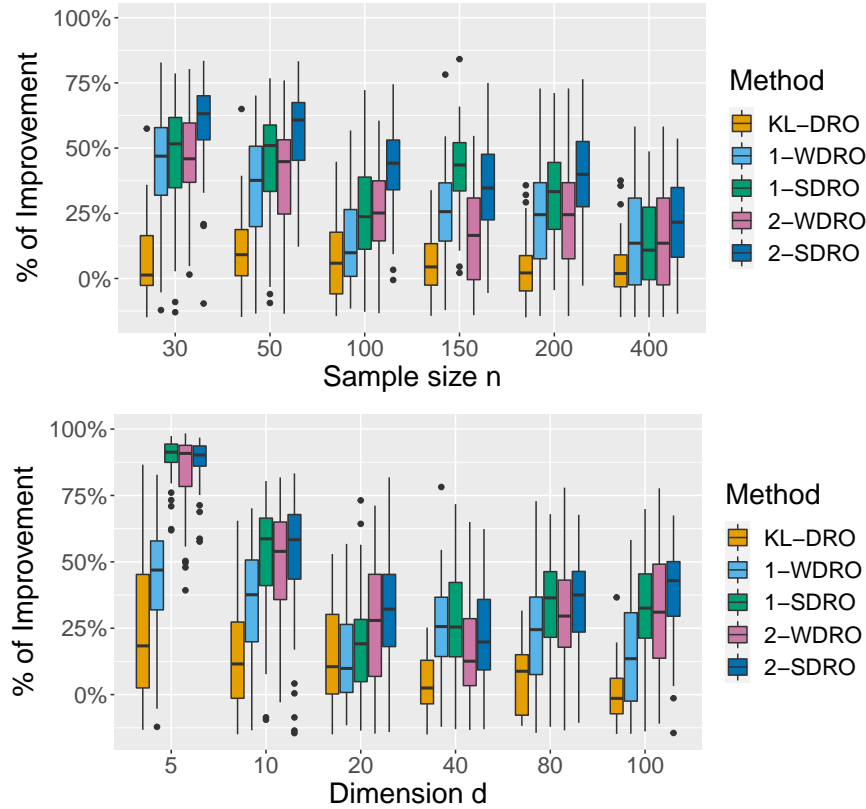 100%
75%
50%
25%
0%
% of Improvement
30 50 100 150 200 400
Sample size n
Method
KL−DRO
1−WDRO
1−SDRO
2−WDRO
2−SDRO
100%
75%
50%
25%
0%
% of Improvement
5 10 20 40 80 100
Dimension d
Method
KL−DRO
1−WDRO
1−SDRO
2−WDRO
2−SDRO